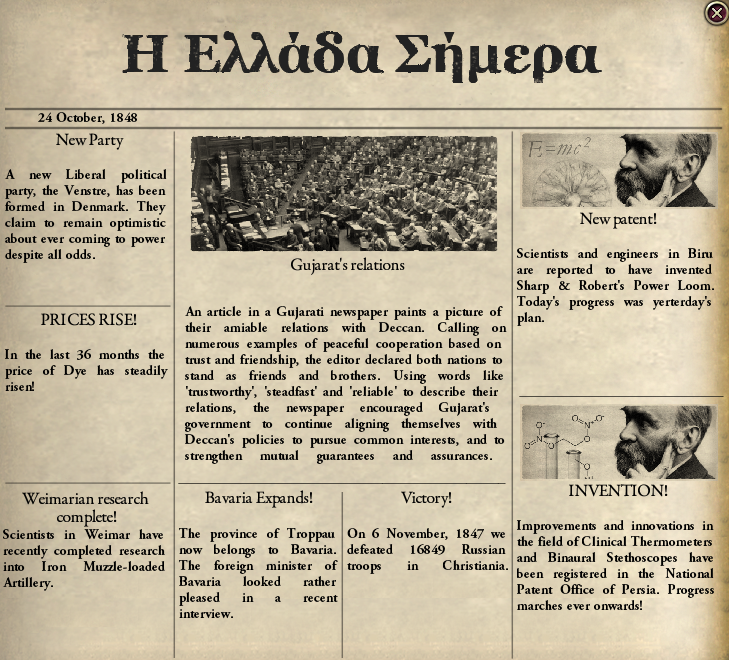 Η Ελλάδα Σήμερα
24 October, 1848
New Party
A new Liberal political
party, the Venstre, has been
formed in Denmark. They
claim to remain optimistic
about ever coming to power
despite all odds.
PRICES RISE!
In the last 36 months the
price of Dye has steadily
risen!
Weimarian research
complete!
Scientists in Weimar have
recently completed research
into Iron Muzzle-loaded
Artillery.
Gujarat's relations
An article in a Gujarati newspaper paints a picture of
their amiable relations with Deccan. Calling on
numerous examples of peaceful cooperation based on
trust and friendship, the editor declared both nations to
stand as friends and brothers. Using words like
'trustworthy', 'steadfast' and 'reliable' to describe their
relations, the newspaper encouraged Gujarat's
government to continue aligning themselves with
Deccan's policies to pursue common interests, and to
strengthen mutual guarantees and assurances.
Bavaria Expands!
The province of Troppau
now belongs to Bavaria.
The foreign minister of
Bavaria looked rather
pleased in a recent
interview.
Victory!
On 6 November, 1847 we
defeated 16849 Russian
troops in Christiania.
E=mc²
New patent!
Scientists and engineers in Biru
are reported to have invented
Sharp & Robert's Power Loom.
Today's progress was yerterday's
plan.
INVENTION!
Improvements and innovations in
the field of Clinical Thermometers
and Binaural Stethoscopes have
been registered in the National
Patent Office of Persia. Progress
marches ever onwards!